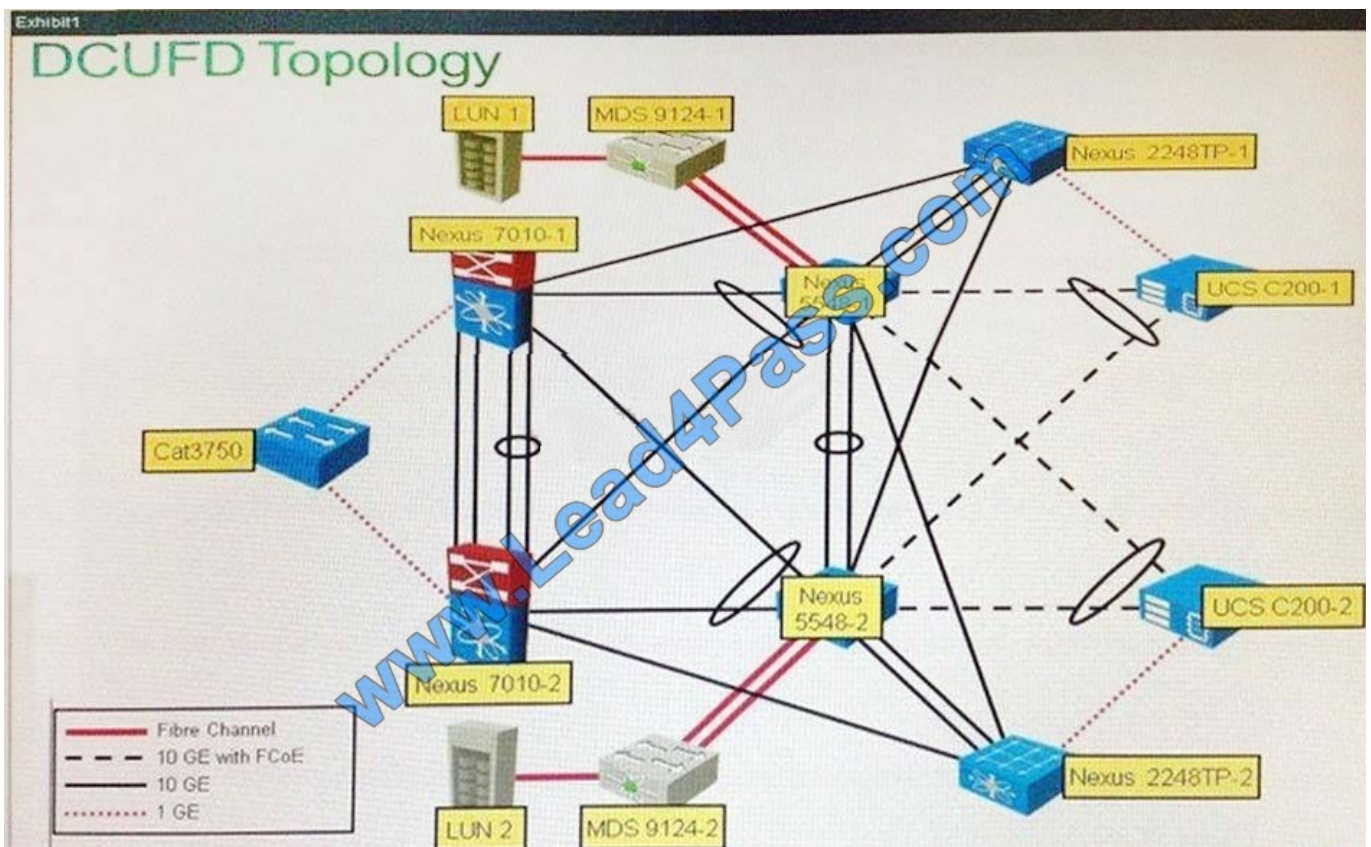 Exhibit1
DCUFD Topology
LUN 1
MDS 9124-1
Nexus 2248TP-1
Nexus 7010-1
Nexus
UCS C200-1
Cat3750
Nexus
5548-2
UCS C200-2
Nexus 7010-2
www.Lead4Pass.com
Fibre Channel
10 GE with FCoE
10 GE
1 GE
LUN 2
MDS 9124-2
Nexus 2248TP-2